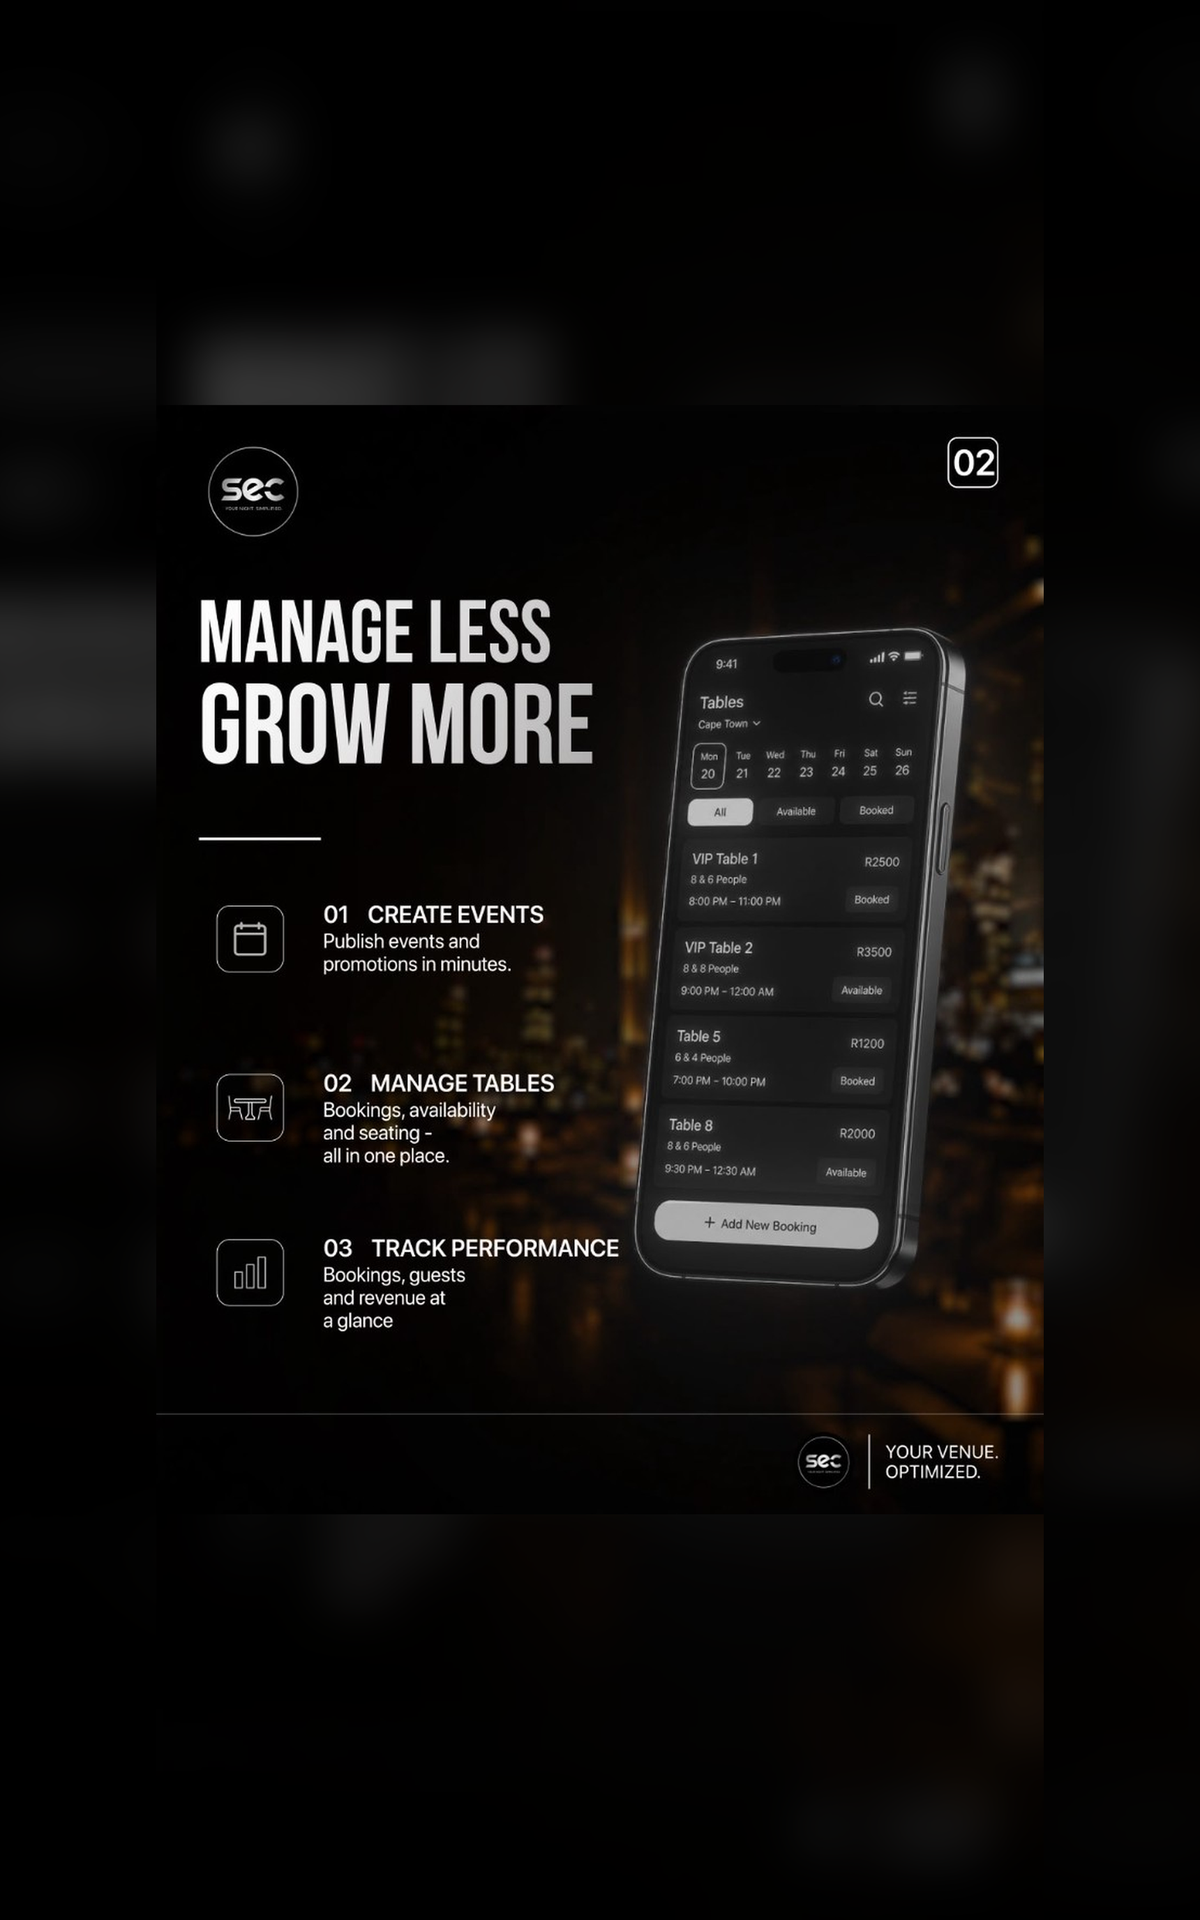 sec
YOUR NIGHT. SIMPLIFIED.
02
MANAGE LESS
GROW MORE
01 CREATE EVENTS
Publish events and
promotions in minutes.
02 MANAGE TABLES
Bookings, availability
and seating -
all in one place.
03 TRACK PERFORMANCE
Bookings, guests
and revenue at
a glance
9:41
Tables
Cape Town
Mon Tue Wed Thu Fri Sat Sun
20 21 22 23 24 25 26
All Available Booked
VIP Table 1 R2500
8 & 6 People
8:00 PM – 11:00 PM Booked
VIP Table 2 R3500
8 & 8 People
9:00 PM – 12:00 AM Available
Table 5 R1200
6 & 4 People
7:00 PM – 10:00 PM Booked
Table 8 R2000
8 & 6 People
9:30 PM – 12:30 AM Available
+ Add New Booking
sec
YOUR VENUE.
OPTIMIZED.